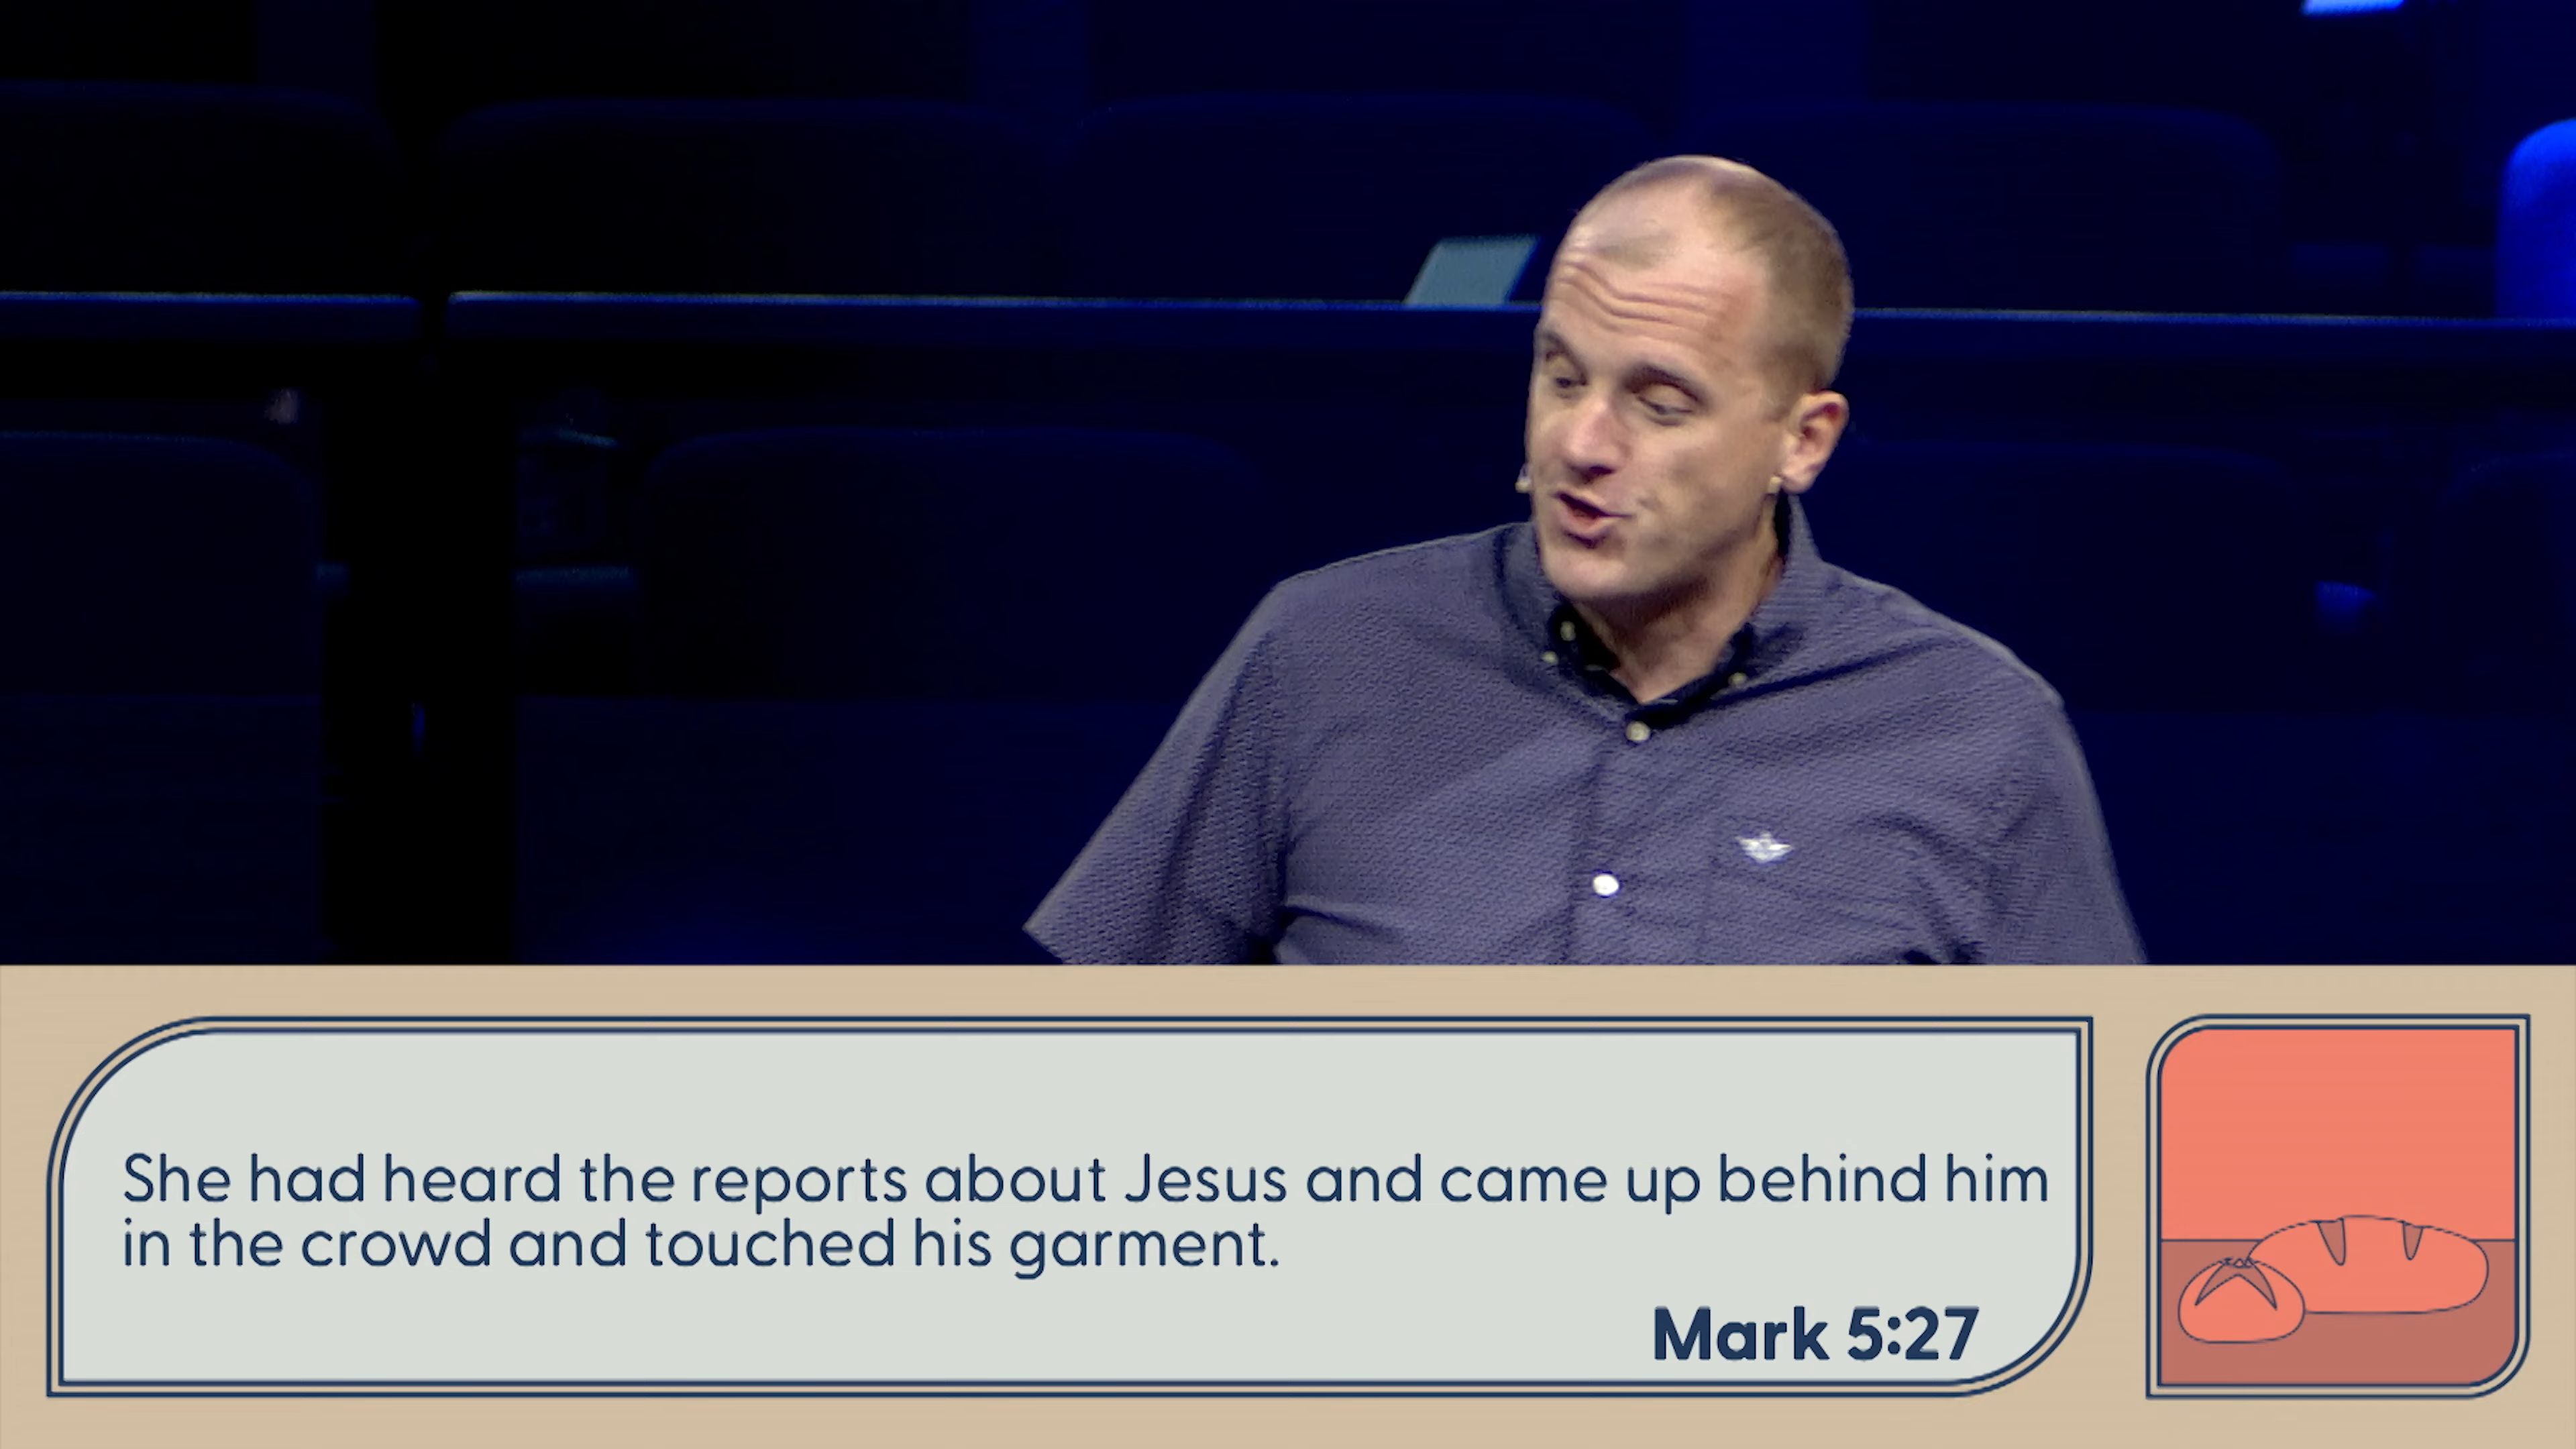 She had heard the reports about Jesus and came up behind him
in the crowd and touched his garment.
Mark 5:27